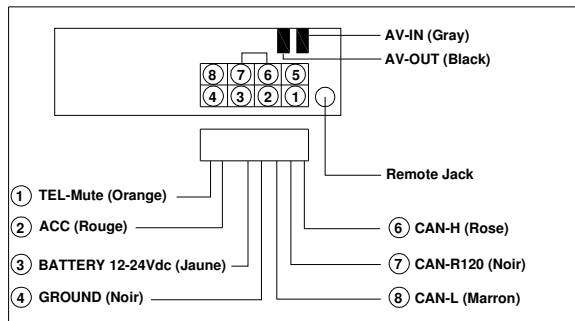 AV-IN (Gray)
AV-OUT (Black)
8 7 6 5
4 3 2 1
Remote Jack
1 TEL-Mute (Orange)
2 ACC (Rouge)
3 BATTERY 12-24Vdc (Jaune)
4 GROUND (Noir)
6 CAN-H (Rose)
7 CAN-R120 (Noir)
8 CAN-L (Marron)